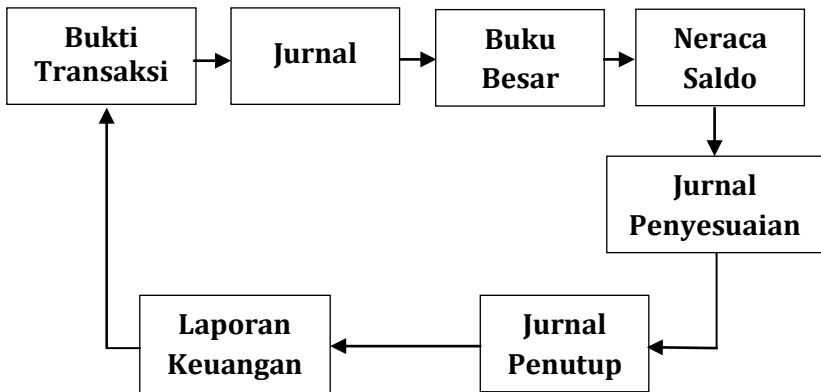 Bukti
Transaksi
Jurnal
Buku
Besar
Neraca
Saldo
Jurnal
Penyesuaian
Jurnal
Penutup
Laporan
Keuangan